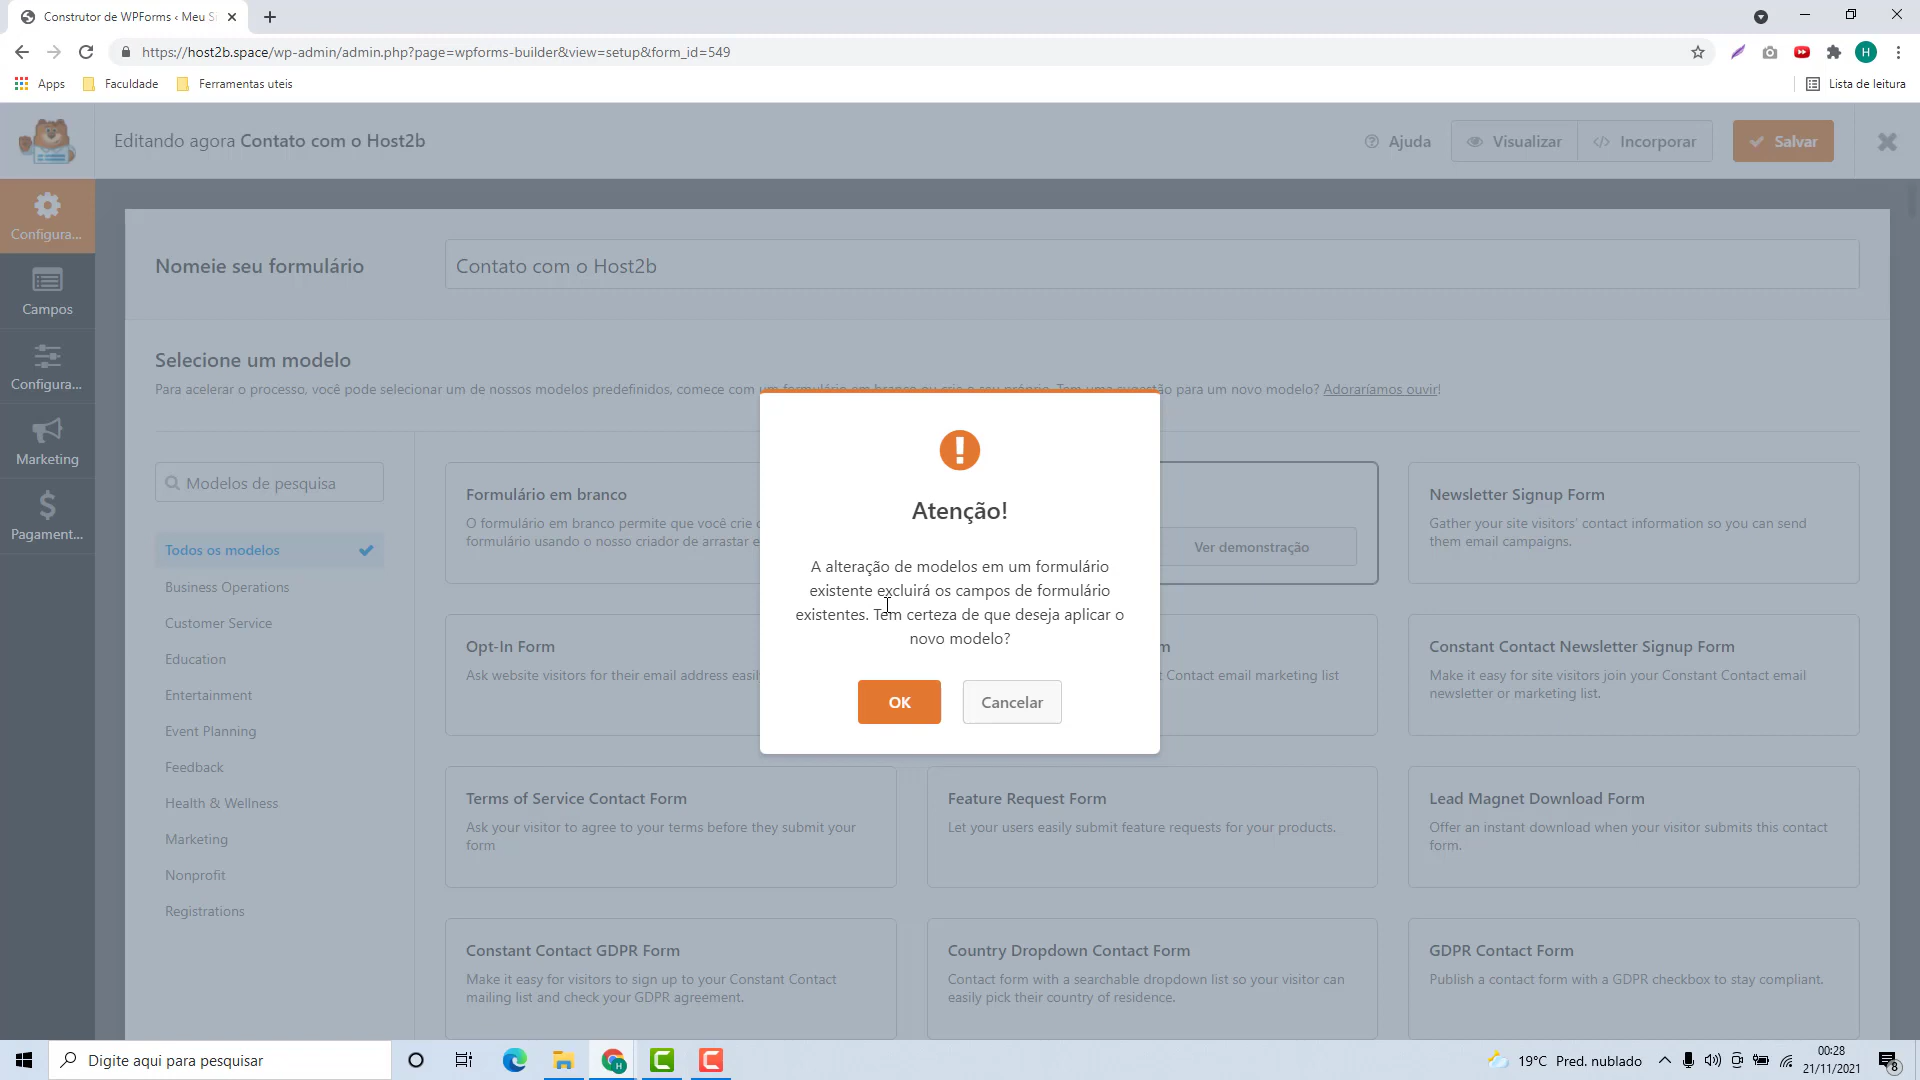 Construtor de WPForms ‹ Meu Si
https://host2b.space/wp-admin/admin.php?page=wpforms-builder&view=setup&form_id=549
H
Apps
Faculdade
Ferramentas uteis
Lista de leitura
Editando agora Contato com o Host2b
Ajuda
Visualizar
Incorporar
Salvar
Configura...
Campos
Configura...
Marketing
Pagament...
Nomeie seu formulário
Contato com o Host2b
Selecione um modelo
Para acelerar o processo, você pode selecionar um de nossos modelos predefinidos, comece com um formulário em branco ou crie o seu próprio. Tem uma sugestão para um novo modelo? Adoraríamos ouvir!
Modelos de pesquisa
Todos os modelos
Business Operations
Customer Service
Education
Entertainment
Event Planning
Feedback
Health & Wellness
Marketing
Nonprofit
Registrations
Formulário em branco
O formulário em branco permite que você crie
formulário usando o nosso criador de arrastar e
Ver demonstração
Newsletter Signup Form
Gather your site visitors' contact information so you can send
them email campaigns.
Opt-In Form
Ask website visitors for their email address easil
m
Contact email marketing list
Constant Contact Newsletter Signup Form
Make it easy for site visitors join your Constant Contact email
newsletter or marketing list.
Terms of Service Contact Form
Ask your visitor to agree to your terms before they submit your
form
Feature Request Form
Let your users easily submit feature requests for your products.
Lead Magnet Download Form
Offer an instant download when your visitor submits this contact
form.
Constant Contact GDPR Form
Make it easy for visitors to sign up to your Constant Contact
mailing list and check your GDPR agreement.
Country Dropdown Contact Form
Contact form with a searchable dropdown list so your visitor can
easily pick their country of residence.
GDPR Contact Form
Publish a contact form with a GDPR checkbox to stay compliant.
Atenção!
A alteração de modelos em um formulário
existente excluirá os campos de formulário
existentes. Tem certeza de que deseja aplicar o
novo modelo?
OK
Cancelar
Digite aqui para pesquisar
19°C Pred. nublado
00:28
21/11/2021
8